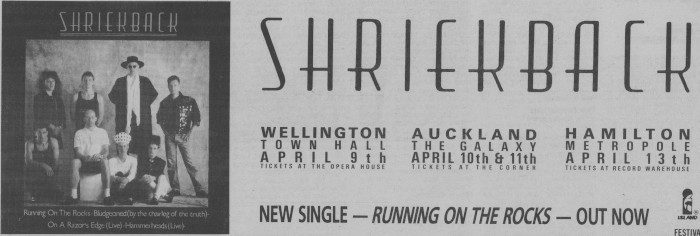 SHRIEKBACK
Running On The Rocks·Bludgeoned (by the charleg of the truth)
On A Razor's Edge (Live)·Hammerheads (Live)
SHRIEKBACK
WELLINGTON
TOWN HALL
APRIL 9th
TICKETS AT THE OPERA HOUSE
AUCKLAND
THE GALAXY
APRIL 10th & 11th
TICKETS AT THE CORNER
HAMILTON
METROPOLE
APRIL 13th
TICKETS AT RECORD WAREHOUSE
NEW SINGLE — RUNNING ON THE ROCKS — OUT NOW
ISLAND
FESTIV